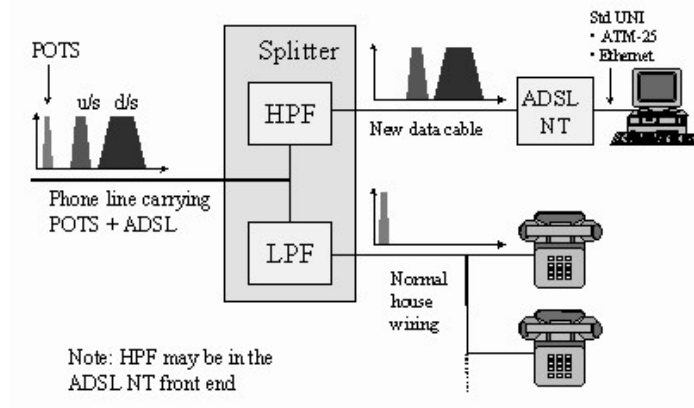 POTS
u/s d/s
Phone line carrying
POTS + ADSL
Splitter
HPF
LPF
New data cable
ADSL
NT
Std UNI
• ATM-25
• Ethernet
Normal
house
wiring
Note: HPF may be in the
ADSL NT front end